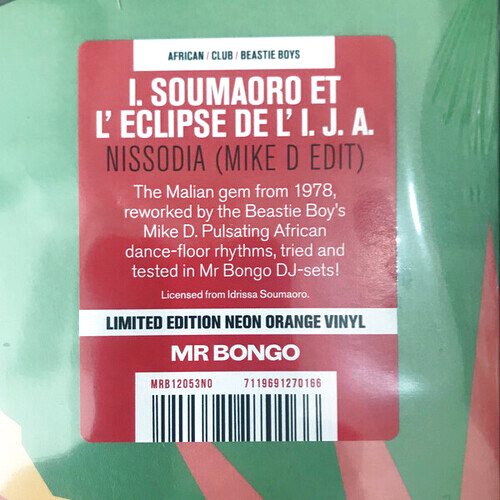 AFRICAN / CLUB / BEASTIE BOYS
I. SOUMAORO ET
L' ECLIPSE DE L' I. J. A.
NISSODIA (MIKE D EDIT)
The Malian gem from 1978,
reworked by the Beastie Boy's
Mike D. Pulsating African
dance-floor rhythms, tried and
tested in Mr Bongo DJ-sets!
Licensed from Idrissa Soumaoro.
LIMITED EDITION NEON ORANGE VINYL
MR BONGO
MRB12053NO 7119691270166